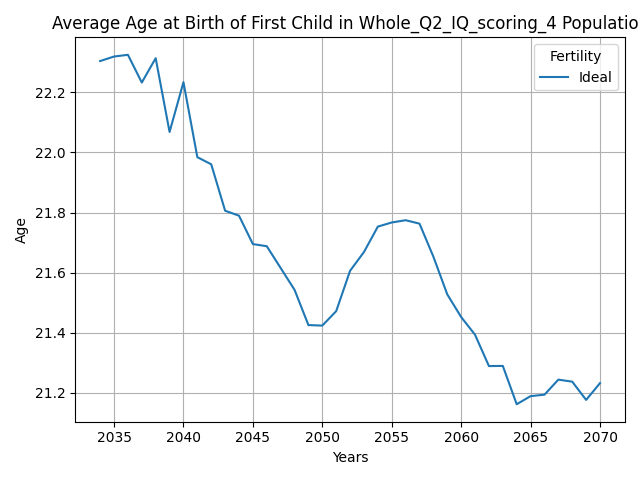 Average Age at Birth of First Child in Whole_Q2_IQ_scoring_4 Populatio
Fertility
Ideal
Age
22.2
22.0
21.8
21.6
21.4
21.2
2035 2040 2045 2050 2055 2060 2065 2070
Years